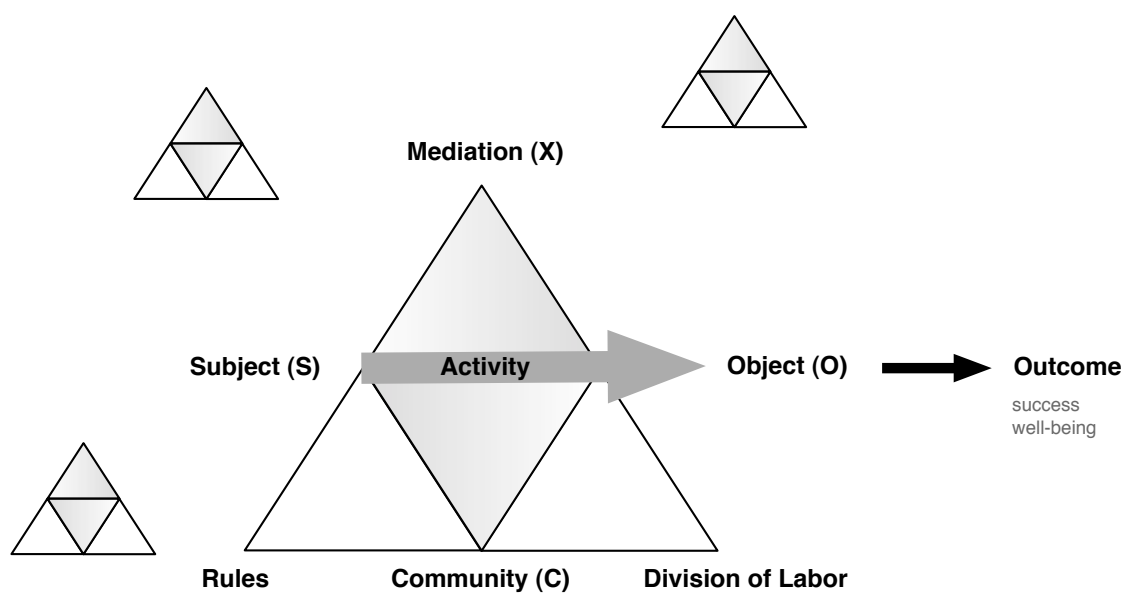 Mediation (X)
Subject (S)
Activity
Object (O)
Outcome
success
well-being
Rules
Community (C)
Division of Labor